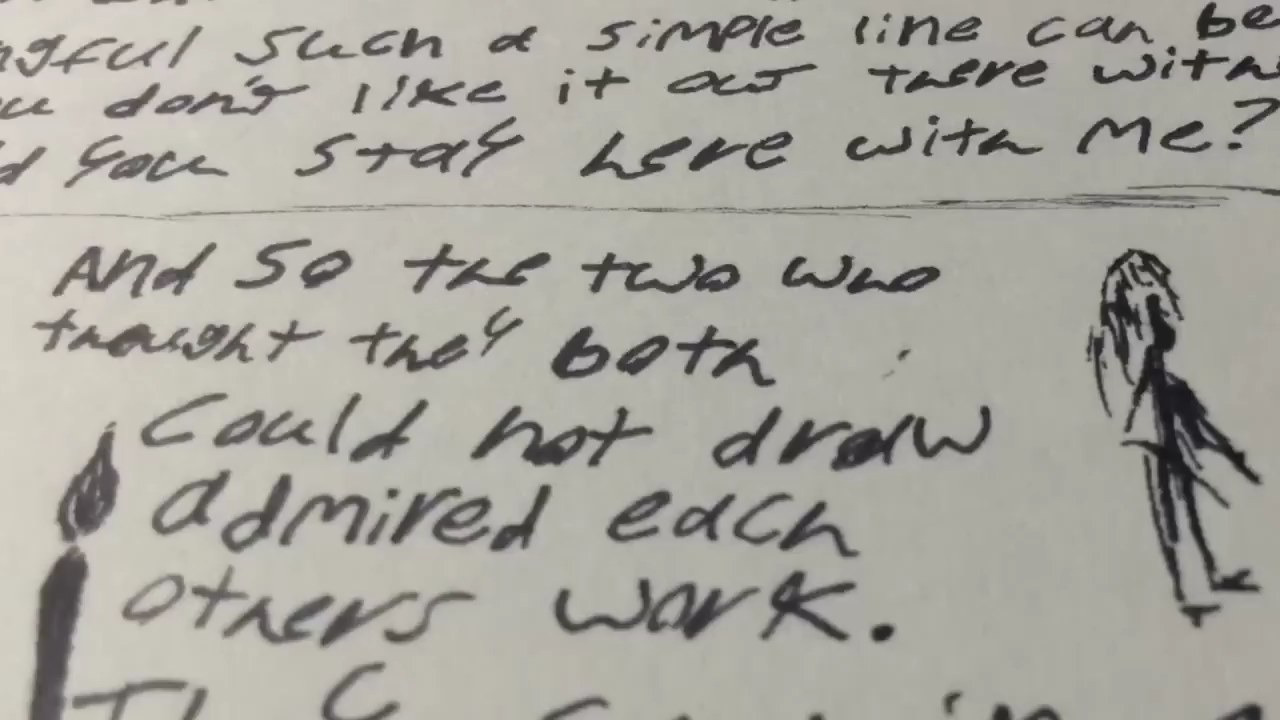 such a simple line can be
don't like it out there
you stay here with me?
And so the two who
thought they both
Could not draw
admired each
others work.